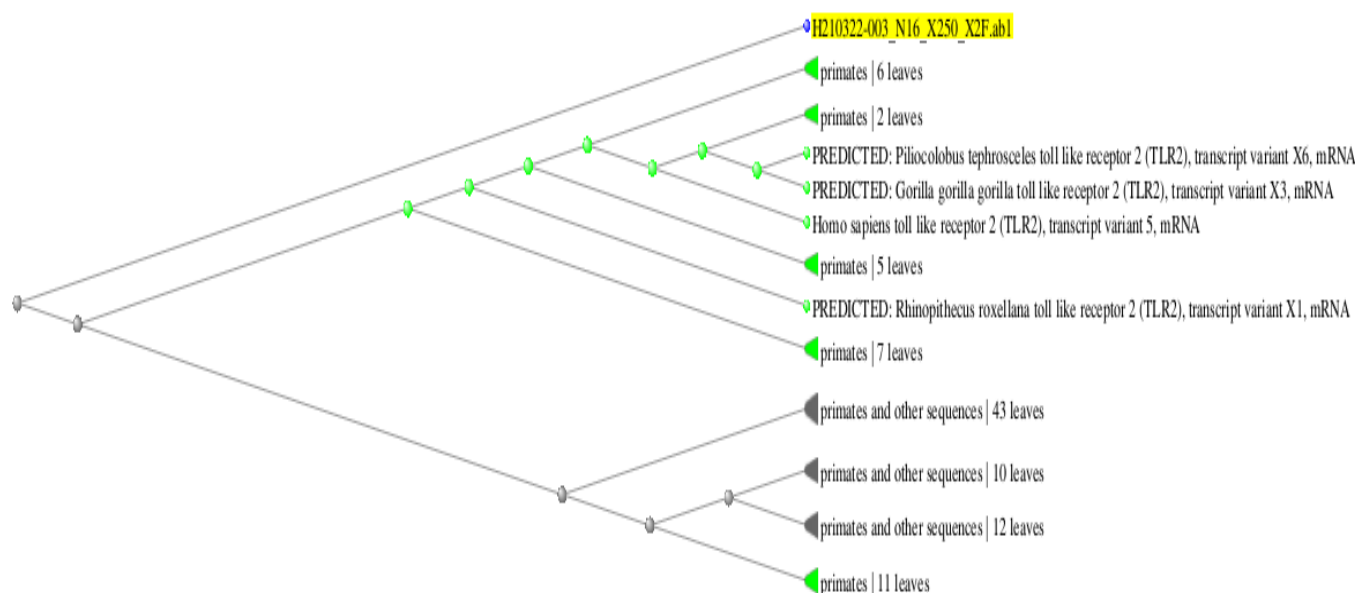 H210322-003_N16_X250_X2F.ab1
primates | 6 leaves
primates | 2 leaves
PREDICTED: Piliocolobus tephrosceles toll like receptor 2 (TLR2), transcript variant X6, mRNA
PREDICTED: Gorilla gorilla gorilla toll like receptor 2 (TLR2), transcript variant X3, mRNA
Homo sapiens toll like receptor 2 (TLR2), transcript variant 5, mRNA
primates | 5 leaves
PREDICTED: Rhinopithecus roxellana toll like receptor 2 (TLR2), transcript variant X1, mRNA
primates | 7 leaves
primates and other sequences | 43 leaves
primates and other sequences | 10 leaves
primates and other sequences | 12 leaves
primates | 11 leaves